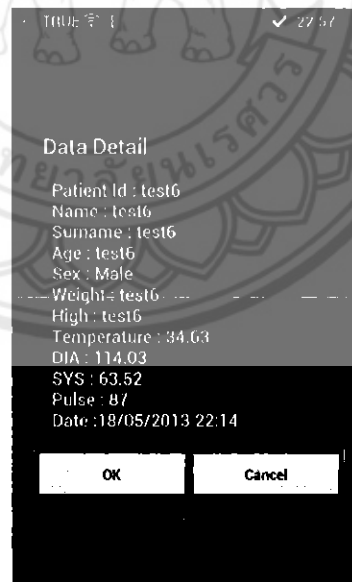 TRUE 22:57
Data Detail
Patient Id : test6
Name : test6
Surname : test6
Age : test6
Sex : Male
Weight : test6
High : test6
Temperature : 34.63
DIA : 114.03
SYS : 63.52
Pulse : 87
Date :18/05/2013 22:14
OK Cancel